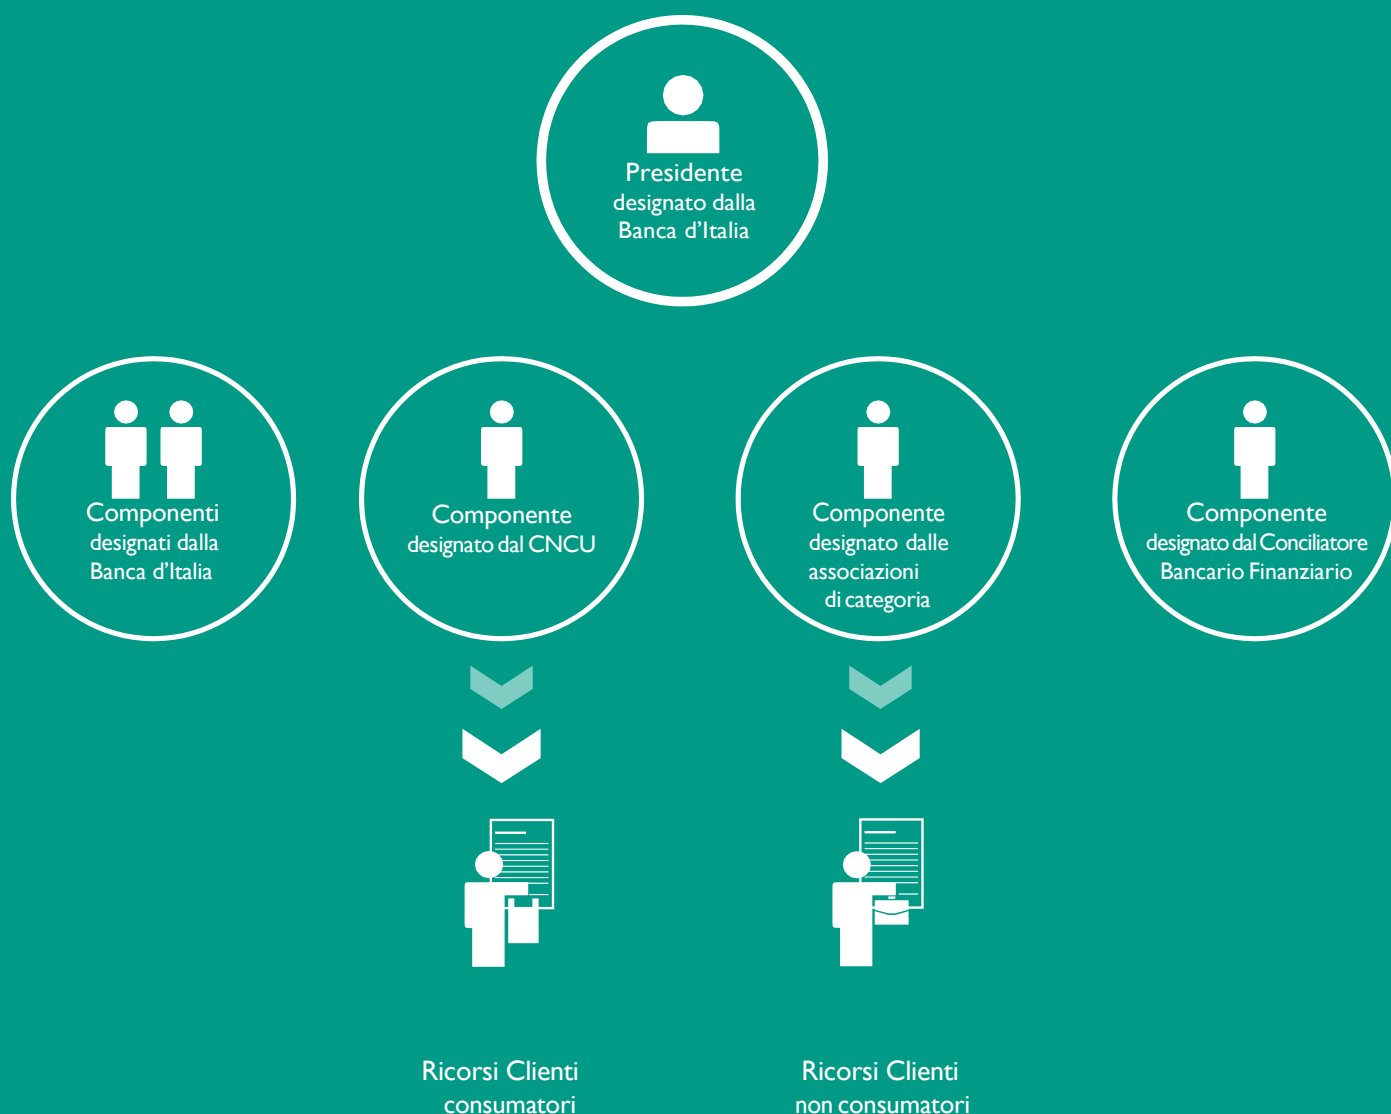 Presidente
designato dalla
Banca d'Italia
Componenti
designati dalla
Banca d'Italia
Componente
designato dal CNCU
Componente
designato dalle
associazioni
di categoria
Componente
designato dal Conciliatore
Bancario Finanziario
Ricorsi Clienti
consumatori
Ricorsi Clienti
non consumatori